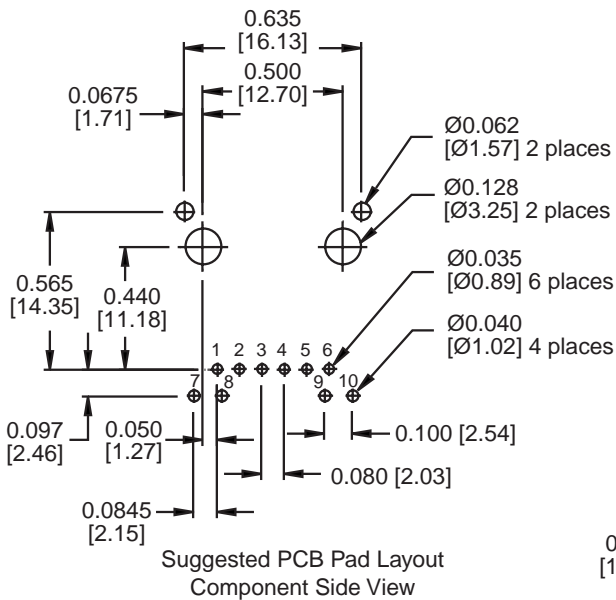 0.635
[16.13]
0.500
[12.70]
0.0675
[1.71]
Ø0.062
[Ø1.57] 2 places
Ø0.128
[Ø3.25] 2 places
Ø0.035
[Ø0.89] 6 places
Ø0.040
[Ø1.02] 4 places
0.565
[14.35]
0.440
[11.18]
1 2 3 4 5 6
7 8 9 10
0.097
[2.46]
0.050
[1.27]
0.100 [2.54]
0.080 [2.03]
0.0845
[2.15]
Suggested PCB Pad Layout
Component Side View
0
[1